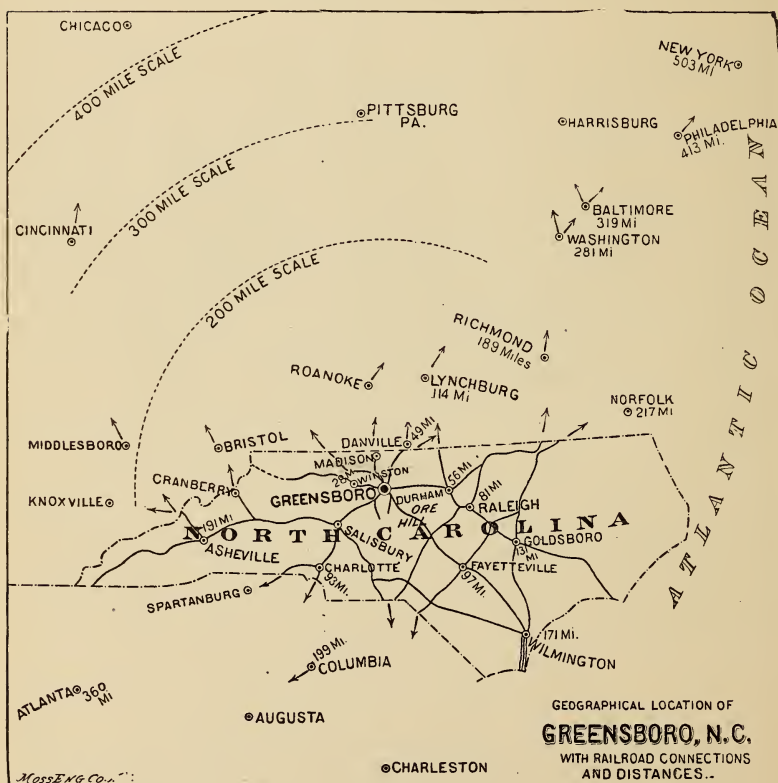 CHICAGO
NEW YORK
503 MI
400 MILE SCALE
PITTSBURG
PA.
HARRISBURG
PHILADELPHIA
413 MI.
300 MILE SCALE
CINCINNATI
BALTIMORE
319 Mi
WASHINGTON
281 MI
ATLANTIC OCEAN
200 MILE SCALE
RICHMOND
189 Miles
ROANOKE
LYNCHBURG
114 MI
NORFOLK
217 MI
MIDDLESBORO
BRISTOL
DANVILLE
49 MI.
MADISON
28 M.
WINSTON
CRANBERRY
GREENSBORO
DURHAM
56 Mi.
81 MI
RALEIGH
KNOXVILLE
ORE
HILL
NORTH CAROLINA
191 MI
ASHEVILLE
SALISBURY
GOLDSBORO
131
MI
CHARLOTTE
93 MI.
FAYETTEVILLE
97 MI.
SPARTANBURG
171 Mi.
WILMINGTON
199 MI.
COLUMBIA
ATLANTA
360
MI
AUGUSTA
CHARLESTON
GEOGRAPHICAL LOCATION OF
GREENSBORO, N.C.
WITH RAILROAD CONNECTIONS
AND DISTANCES..
MOSS ENG CO.